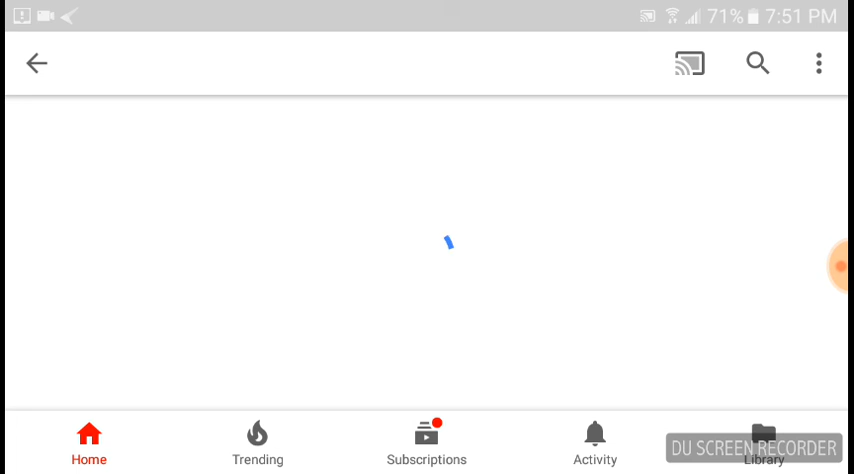 71% 7:51 PM
Home Trending Subscriptions Activity Library
DU SCREEN RECORDER